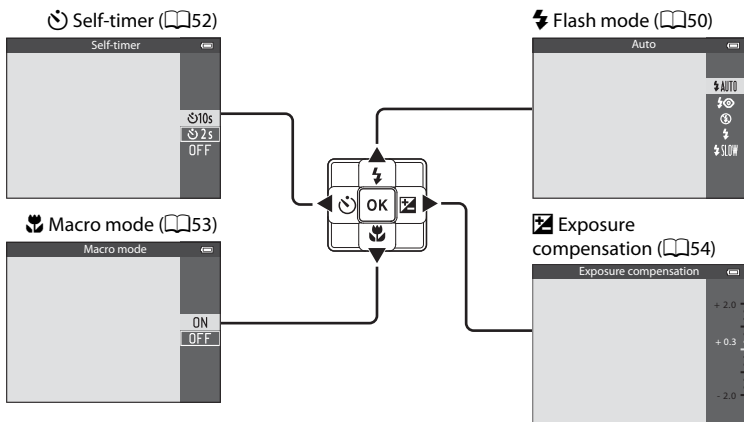 Self-timer (52)
Self-timer
10s
2s
OFF
Flash mode (50)
Auto
AUTO
SLOW
OK
Macro mode (53)
Macro mode
ON
OFF
Exposure
compensation (54)
Exposure compensation
+ 2.0
+ 0.3
- 2.0